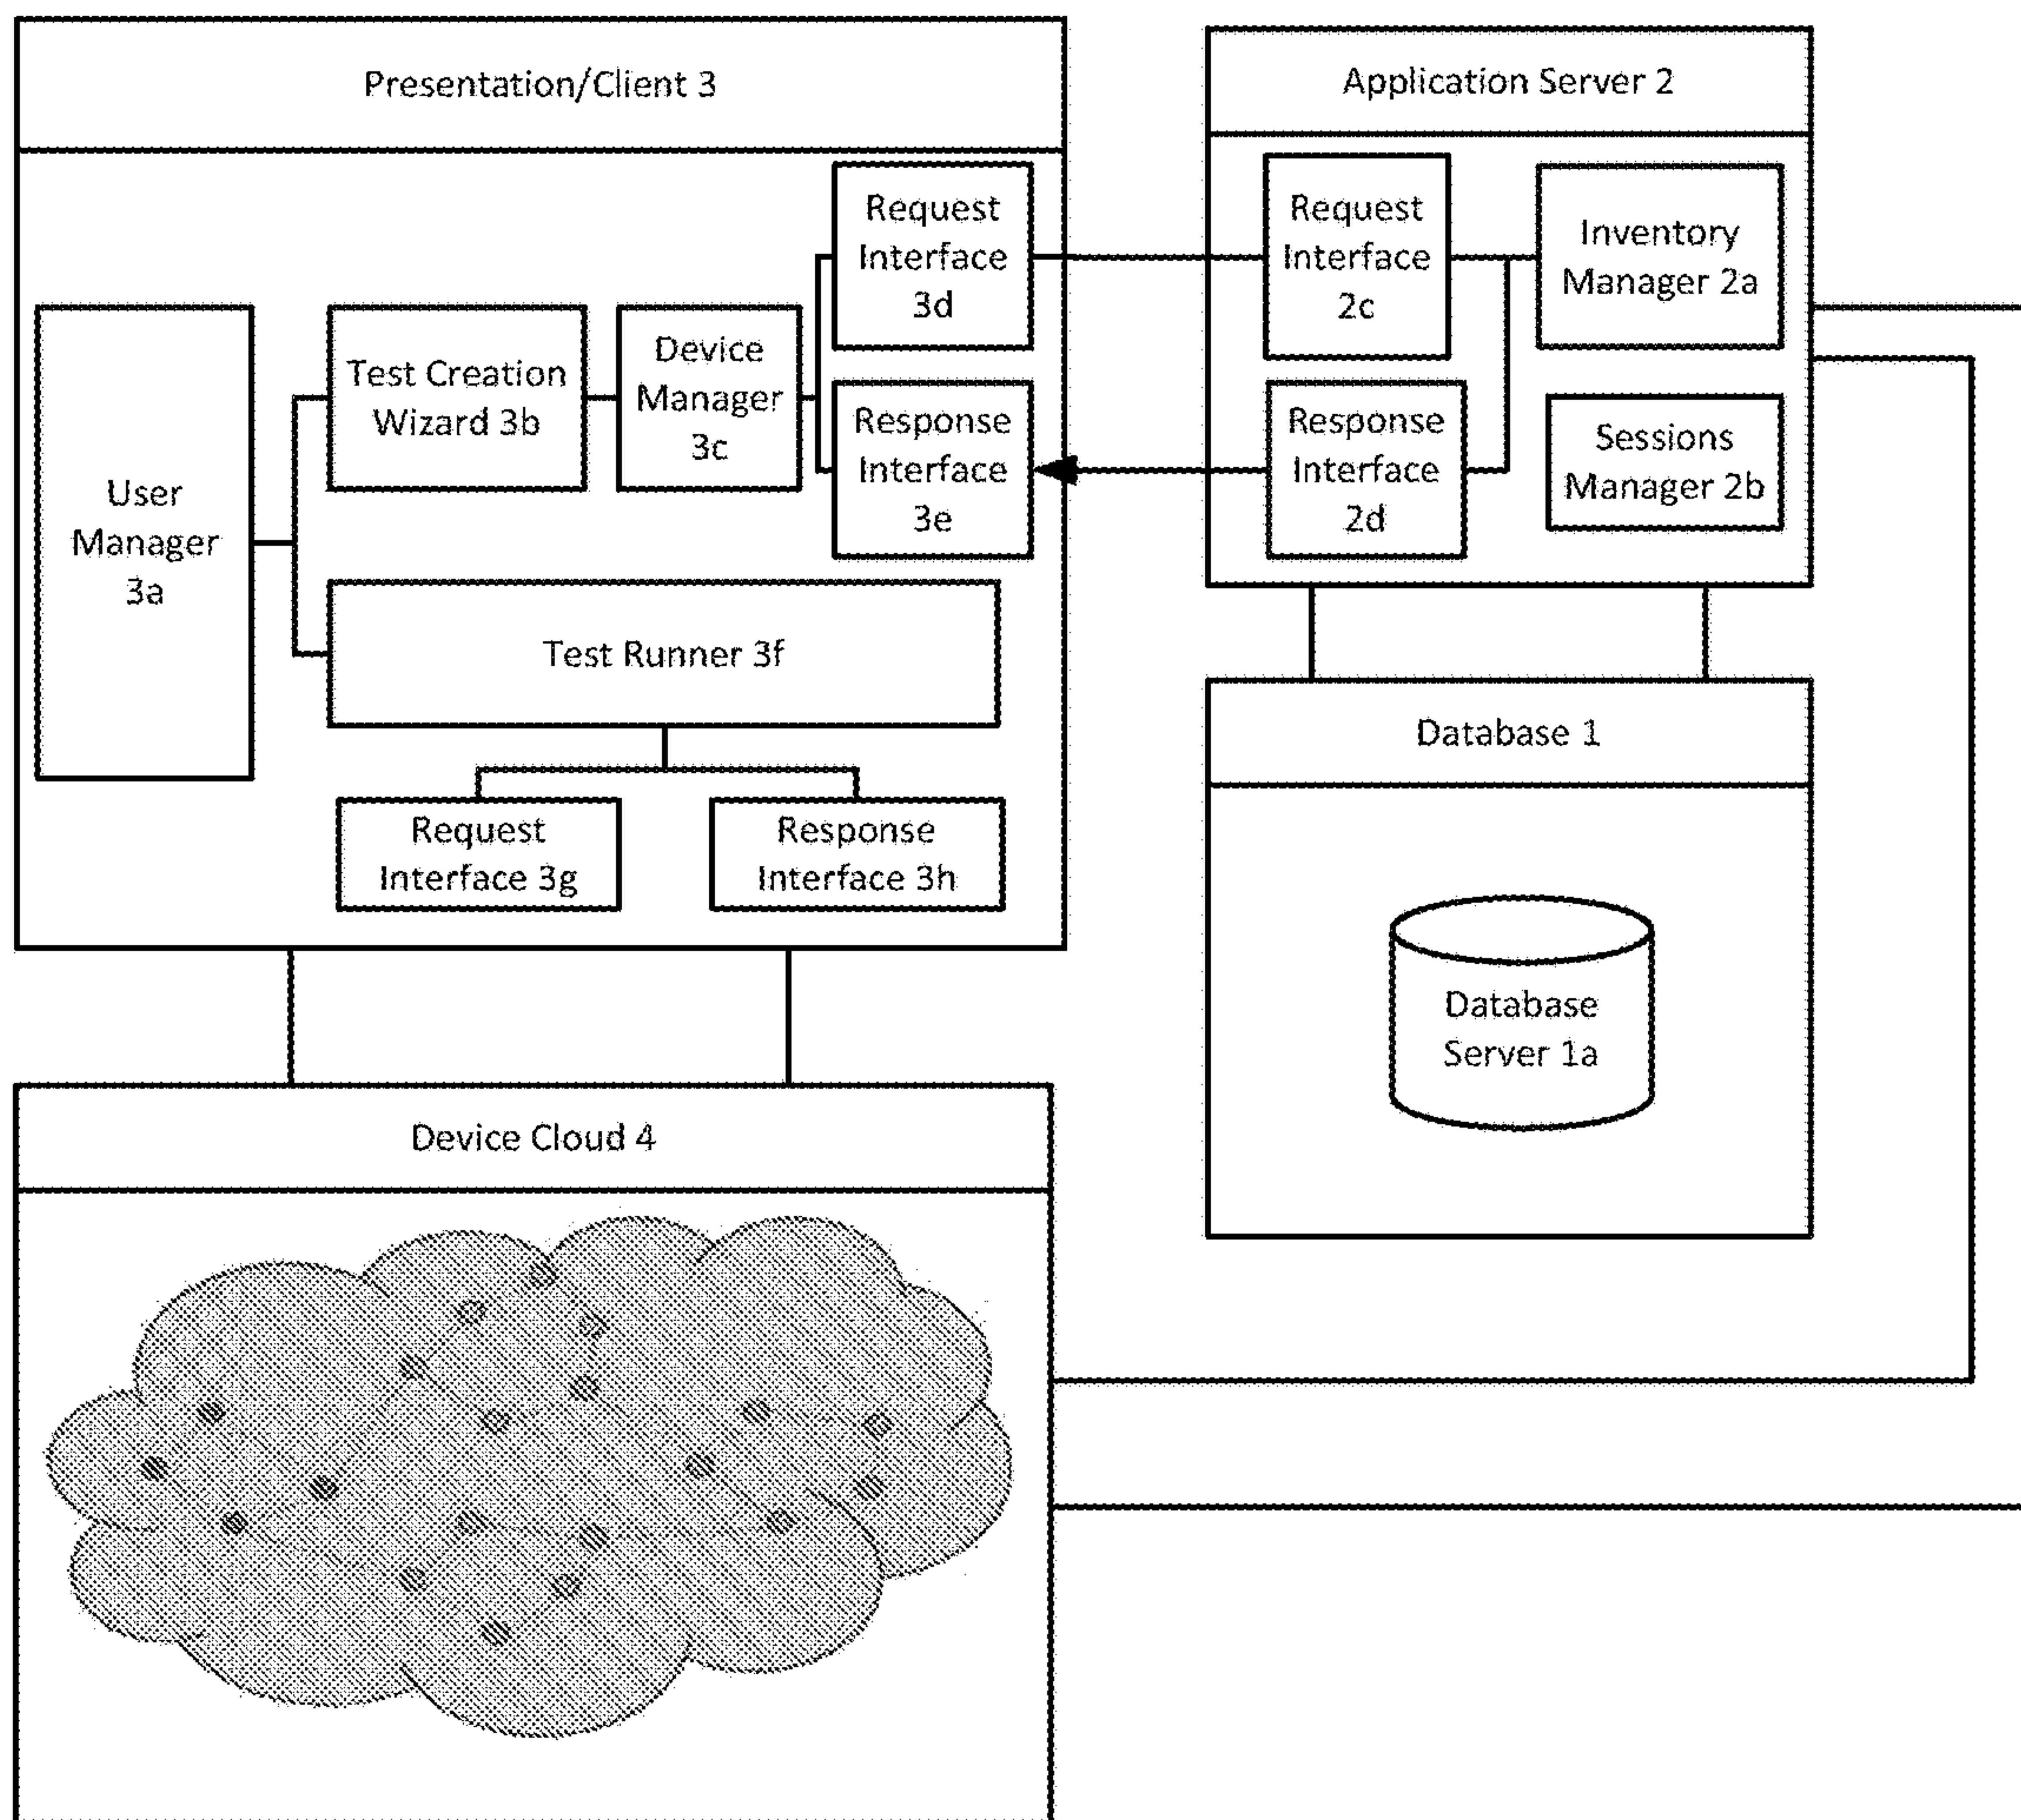 Presentation/Client 3
User
Manager
3a
Test Creation
Wizard 3b
Device
Manager
3c
Request
Interface
3d
Response
Interface
3e
Test Runner 3f
Request
Interface 3g
Response
Interface 3h
Application Server 2
Request
Interface
2c
Inventory
Manager 2a
Response
Interface
2d
Sessions
Manager 2b
Database 1
Database
Server 1a
Device Cloud 4